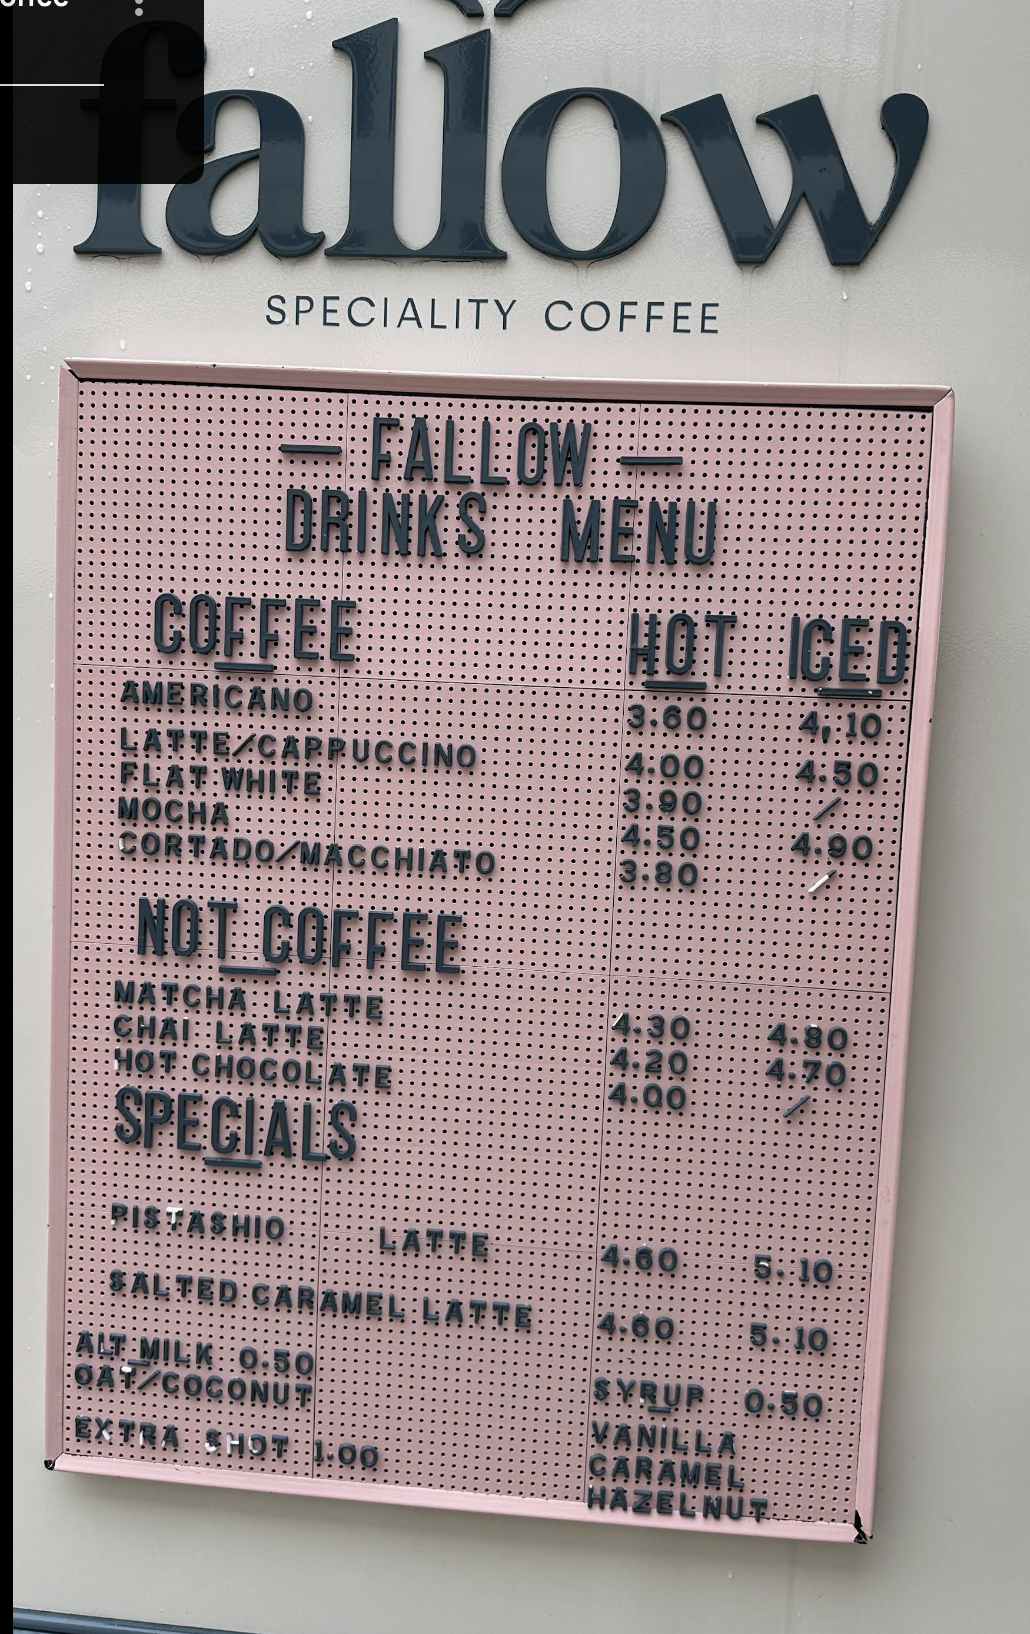 fallow
SPECIALITY COFFEE
— FALLOW —
DRINKS MENU
COFFEE HOT ICED
AMERICANO 3.60 4,10
LATTE/CAPPUCCINO 4.00 4.50
FLAT WHITE 3.90 /
MOCHA 4.50 4.90
CORTADO/MACCHIATO 3.80 /
NOT COFFEE
MATCHA LATTE 4.30 4.80
CHAI LATTE 4.20 4.70
HOT CHOCOLATE 4.00 /
SPECIALS
PISTASHIO LATTE 4.60 5.10
SALTED CARAMEL LATTE 4.60 5.10
ALT MILK 0.50
OAT/COCONUT
EXTRA SHOT 1.00
SYRUP 0.50
VANILLA
CARAMEL
HAZELNUT